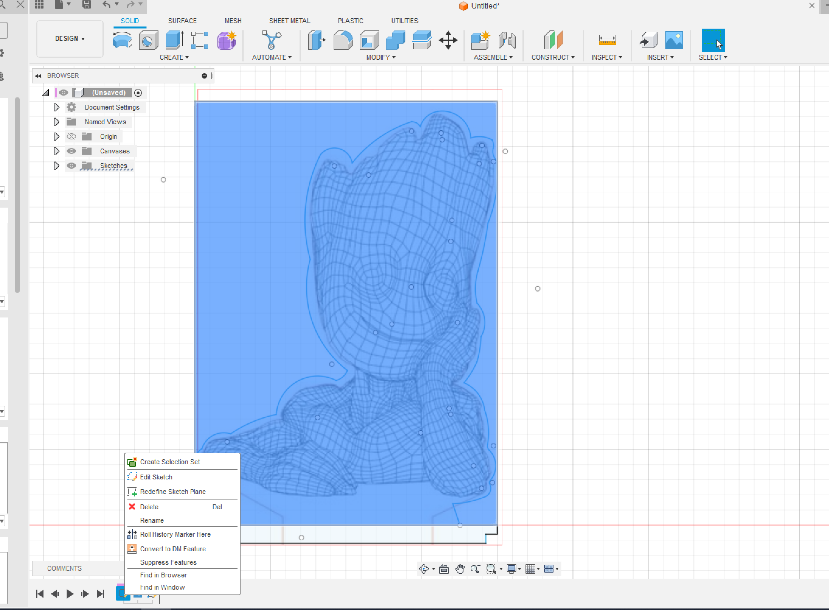 Untitled*
SOLID SURFACE MESH SHEET METAL PLASTIC UTILITIES
DESIGN
CREATE AUTOMATE MODIFY ASSEMBLE CONSTRUCT INSPECT INSERT SELECT
BROWSER
(Unsaved)
Document Settings
Named Views
Origin
Canvases
Sketches
Create Selection Set
Edit Sketch
Redefine Sketch Plane
Delete Del
Rename
Roll History Marker Here
Convert to DM Feature
Suppress Features
Find in Browser
Find in Window
COMMENTS